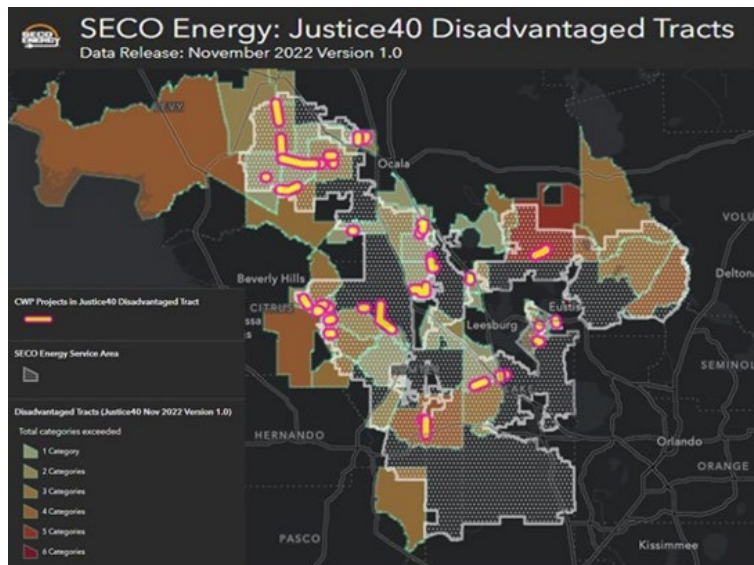 SECO ENERGY
SECO Energy: Justice40 Disadvantaged Tracts
Data Release: November 2022 Version 1.0
Ocala
VOLU
Beverly Hills
Deltona
CITRUS
Eustis
Leesburg
SEMINOL
HERNANDO
Orlando
ORANGE
PASCO
Kissimmee
CWP Projects in Justice40 Disadvantaged Tract
SECO Energy Service Area
Disadvantaged Tracts (Justice40 Nov 2022 Version 1.0)
Total categories exceeded
1 Category
2 Categories
3 Categories
4 Categories
5 Categories
6 Categories